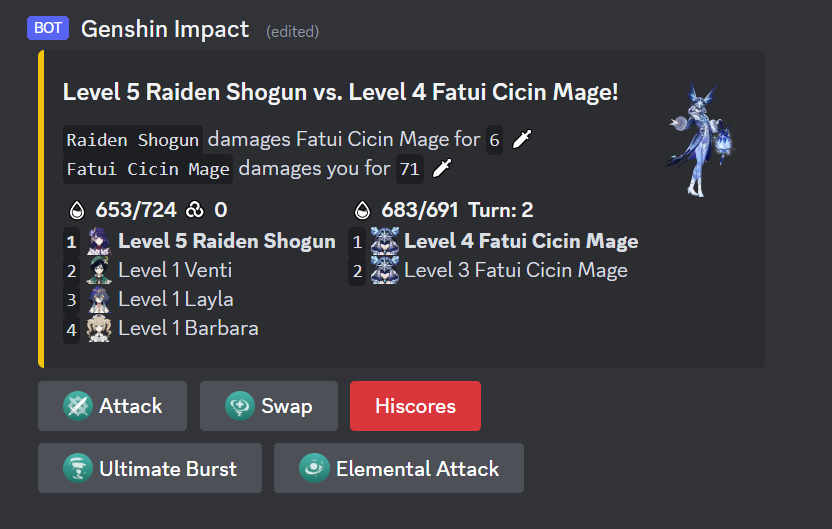 BOT Genshin Impact (edited)
Level 5 Raiden Shogun vs. Level 4 Fatui Cicin Mage!
Raiden Shogun damages Fatui Cicin Mage for 6
Fatui Cicin Mage damages you for 71
653/724 0 683/691 Turn: 2
1 Level 5 Raiden Shogun 1 Level 4 Fatui Cicin Mage
2 Level 1 Venti 2 Level 3 Fatui Cicin Mage
3 Level 1 Layla
4 Level 1 Barbara
Attack Swap Hiscores
Ultimate Burst Elemental Attack